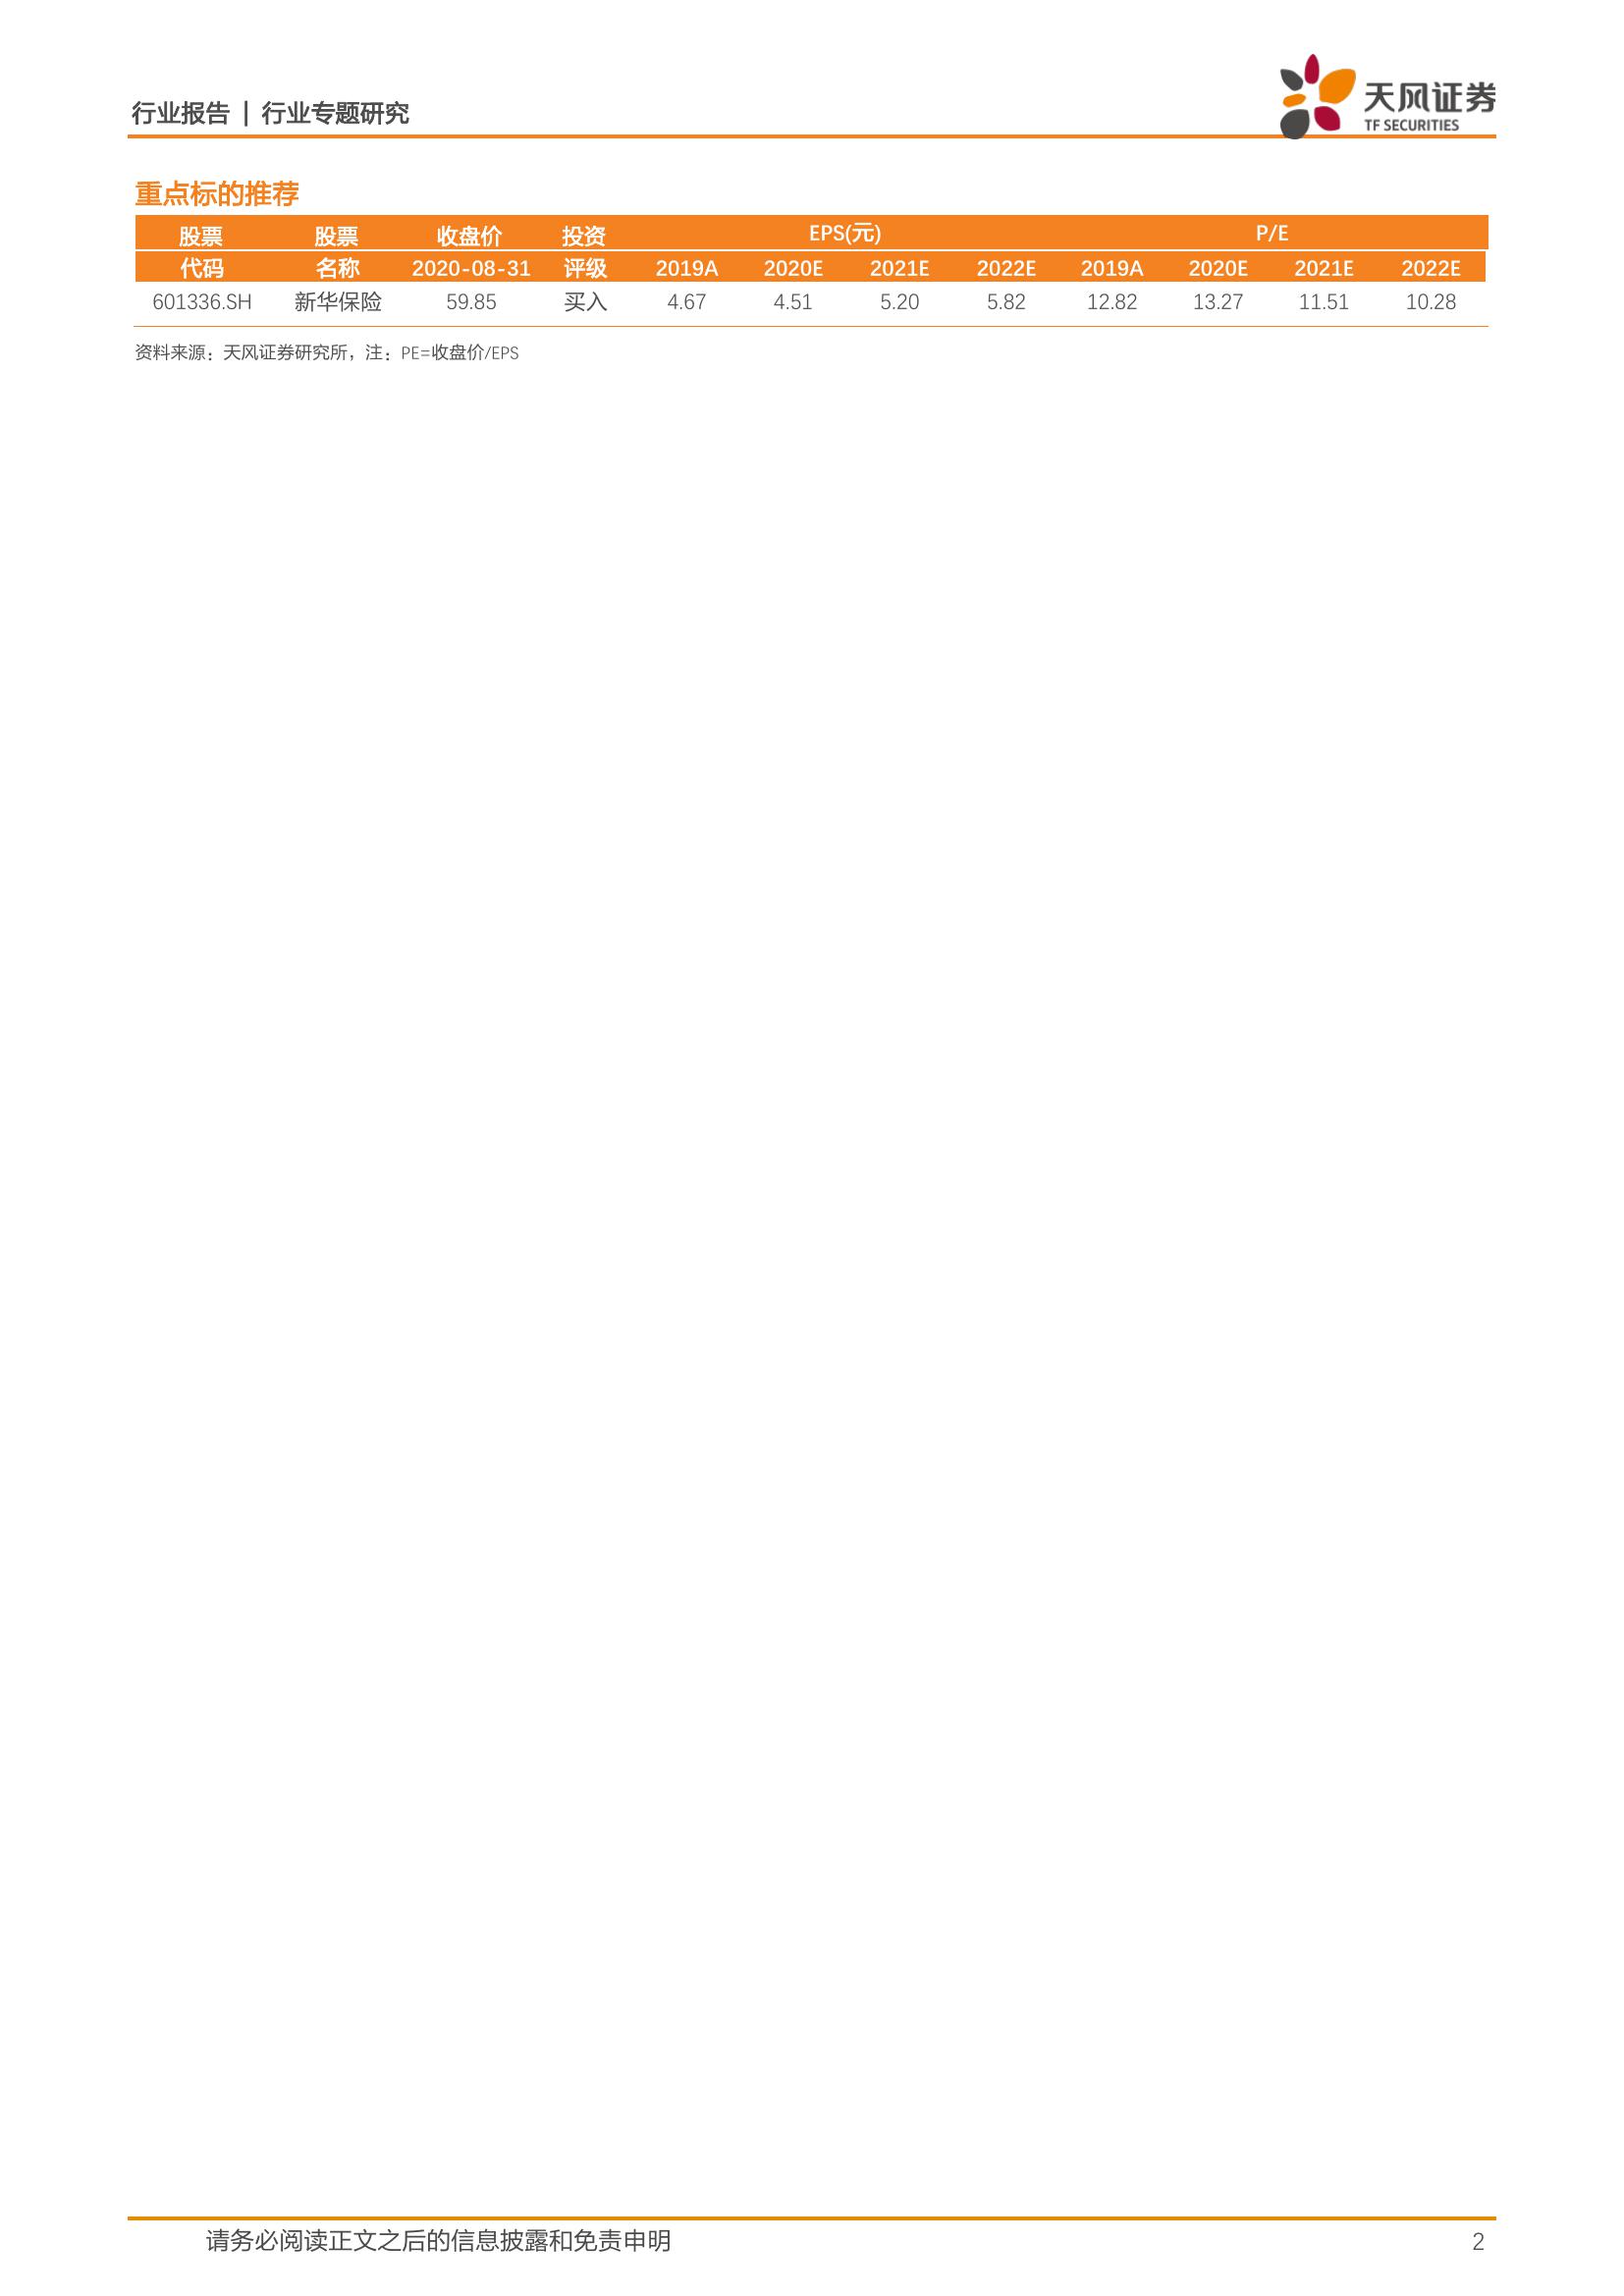 行业报告 | 行业专题研究
天风证券
TF SECURITIES
重点标的推荐
股票 股票 收盘价 投资 EPS(元) P/E
代码 名称 2020-08-31 评级 2019A 2020E 2021E 2022E 2019A 2020E 2021E 2022E
601336.SH 新华保险 59.85 买入 4.67 4.51 5.20 5.82 12.82 13.27 11.51 10.28
资料来源：天风证券研究所，注：PE=收盘价/EPS
请务必阅读正文之后的信息披露和免责申明 2